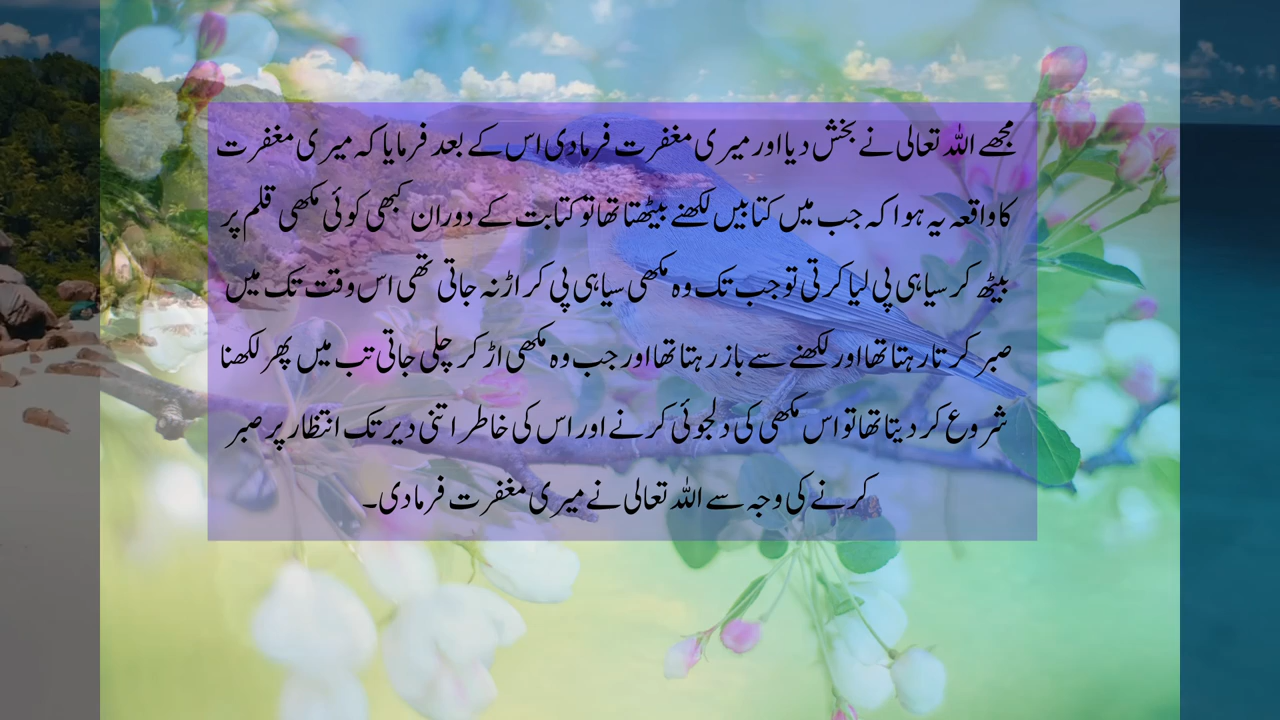 مجھے اللہ تعالی نے بخش دیا اور میری مغفرت فرمادی اس کے بعد فرمایا کہ میری مغفرت
کا واقعہ یہ ہوا کہ جب میں کتابیں لکھنے بیٹھتا تھا تو کتابت کے دوران کبھی کوئی مکھی قلم پر
بیٹھ کر سیاہی پی لیا کرتی تو جب تک وہ مکھی سیاہی پی کر اڑ نہ جاتی تھی اس وقت تک میں
صبر کرتا رہتا تھا اور لکھنے سے باز رہتا تھا اور جب وہ مکھی اڑ کر چلی جاتی تب میں پھر لکھنا
شروع کر دیتا تھا تو اس مکھی کی دلجوئی کرنے اور اس کی خاطر اتنی دیر تک انتظار پر صبر
کرنے کی وجہ سے اللہ تعالی نے میری مغفرت فرمادی۔